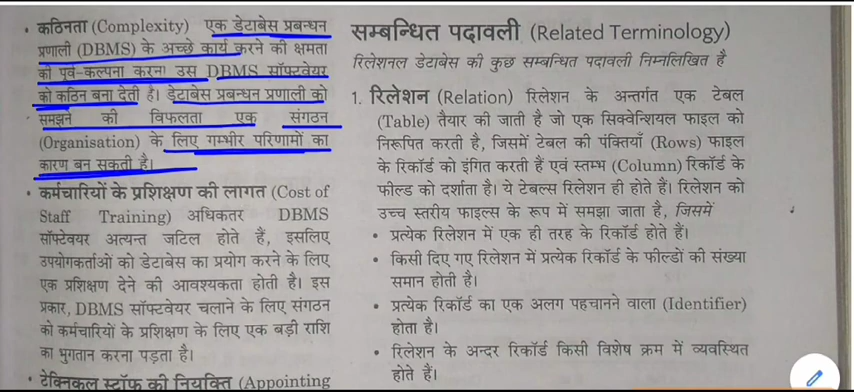 • कठिनता (Complexity) एक डेटाबेस प्रबन्धन
प्रणाली (DBMS) के अच्छे कार्य करने की क्षमता
की पूर्व-कल्पना करना उस DBMS सॉफ्टवेयर
को कठिन बना देती है। डेटाबेस प्रबन्धन प्रणाली को
समझने की विफलता एक संगठन
(Organisation) के लिए गम्भीर परिणामों का
कारण बन सकती है।
• कर्मचारियों के प्रशिक्षण की लागत (Cost of
Staff Training) अधिकतर DBMS
सॉफ्टवेयर अत्यन्त जटिल होते हैं, इसलिए
उपयोगकर्ताओं को डेटाबेस का प्रयोग करने के लिए
एक प्रशिक्षण देने की आवश्यकता होती है। इस
प्रकार, DBMS सॉफ्टवेयर चलाने के लिए संगठन
को कर्मचारियों के प्रशिक्षण के लिए एक बड़ी राशि
का भुगतान करना पड़ता है।
• टेक्निकल स्टॉफ की नियुक्ति (Appointing
सम्बन्धित पदावली (Related Terminology)
रिलेशनल डेटाबेस की कुछ सम्बन्धित पदावली निम्नलिखित है
1. रिलेशन (Relation) रिलेशन के अन्तर्गत एक टेबल
(Table) तैयार की जाती है जो एक सिक्वेन्शियल फाइल को
निरूपित करती है, जिसमें टेबल की पंक्तियाँ (Rows) फाइल
के रिकॉर्ड को इंगित करती हैं एवं स्तम्भ (Column) रिकॉर्ड के
फील्ड को दर्शाता है। ये टेबल्स रिलेशन ही होते हैं। रिलेशन को
उच्च स्तरीय फाइल्स के रूप में समझा जाता है, जिसमें
• प्रत्येक रिलेशन में एक ही तरह के रिकॉर्ड होते हैं।
• किसी दिए गए रिलेशन में प्रत्येक रिकॉर्ड के फील्डों की संख्या
समान होती है।
• प्रत्येक रिकॉर्ड का एक अलग पहचानने वाला (Identifier)
होता है।
• रिलेशन के अन्दर रिकॉर्ड किसी विशेष क्रम में व्यवस्थित
होते हैं।